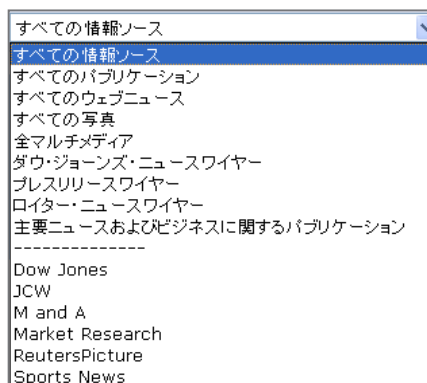 すべての情報ソース
すべての情報ソース
すべてのパブリケーション
すべてのウェブニュース
すべての写真
全マルチメディア
ダウ・ジョーンズ・ニュースワイヤー
プレスリリースワイヤー
ロイター・ニュースワイヤー
主要ニュースおよびビジネスに関するパブリケーション
--------------
Dow Jones
JCW
M and A
Market Research
ReutersPicture
Sports News